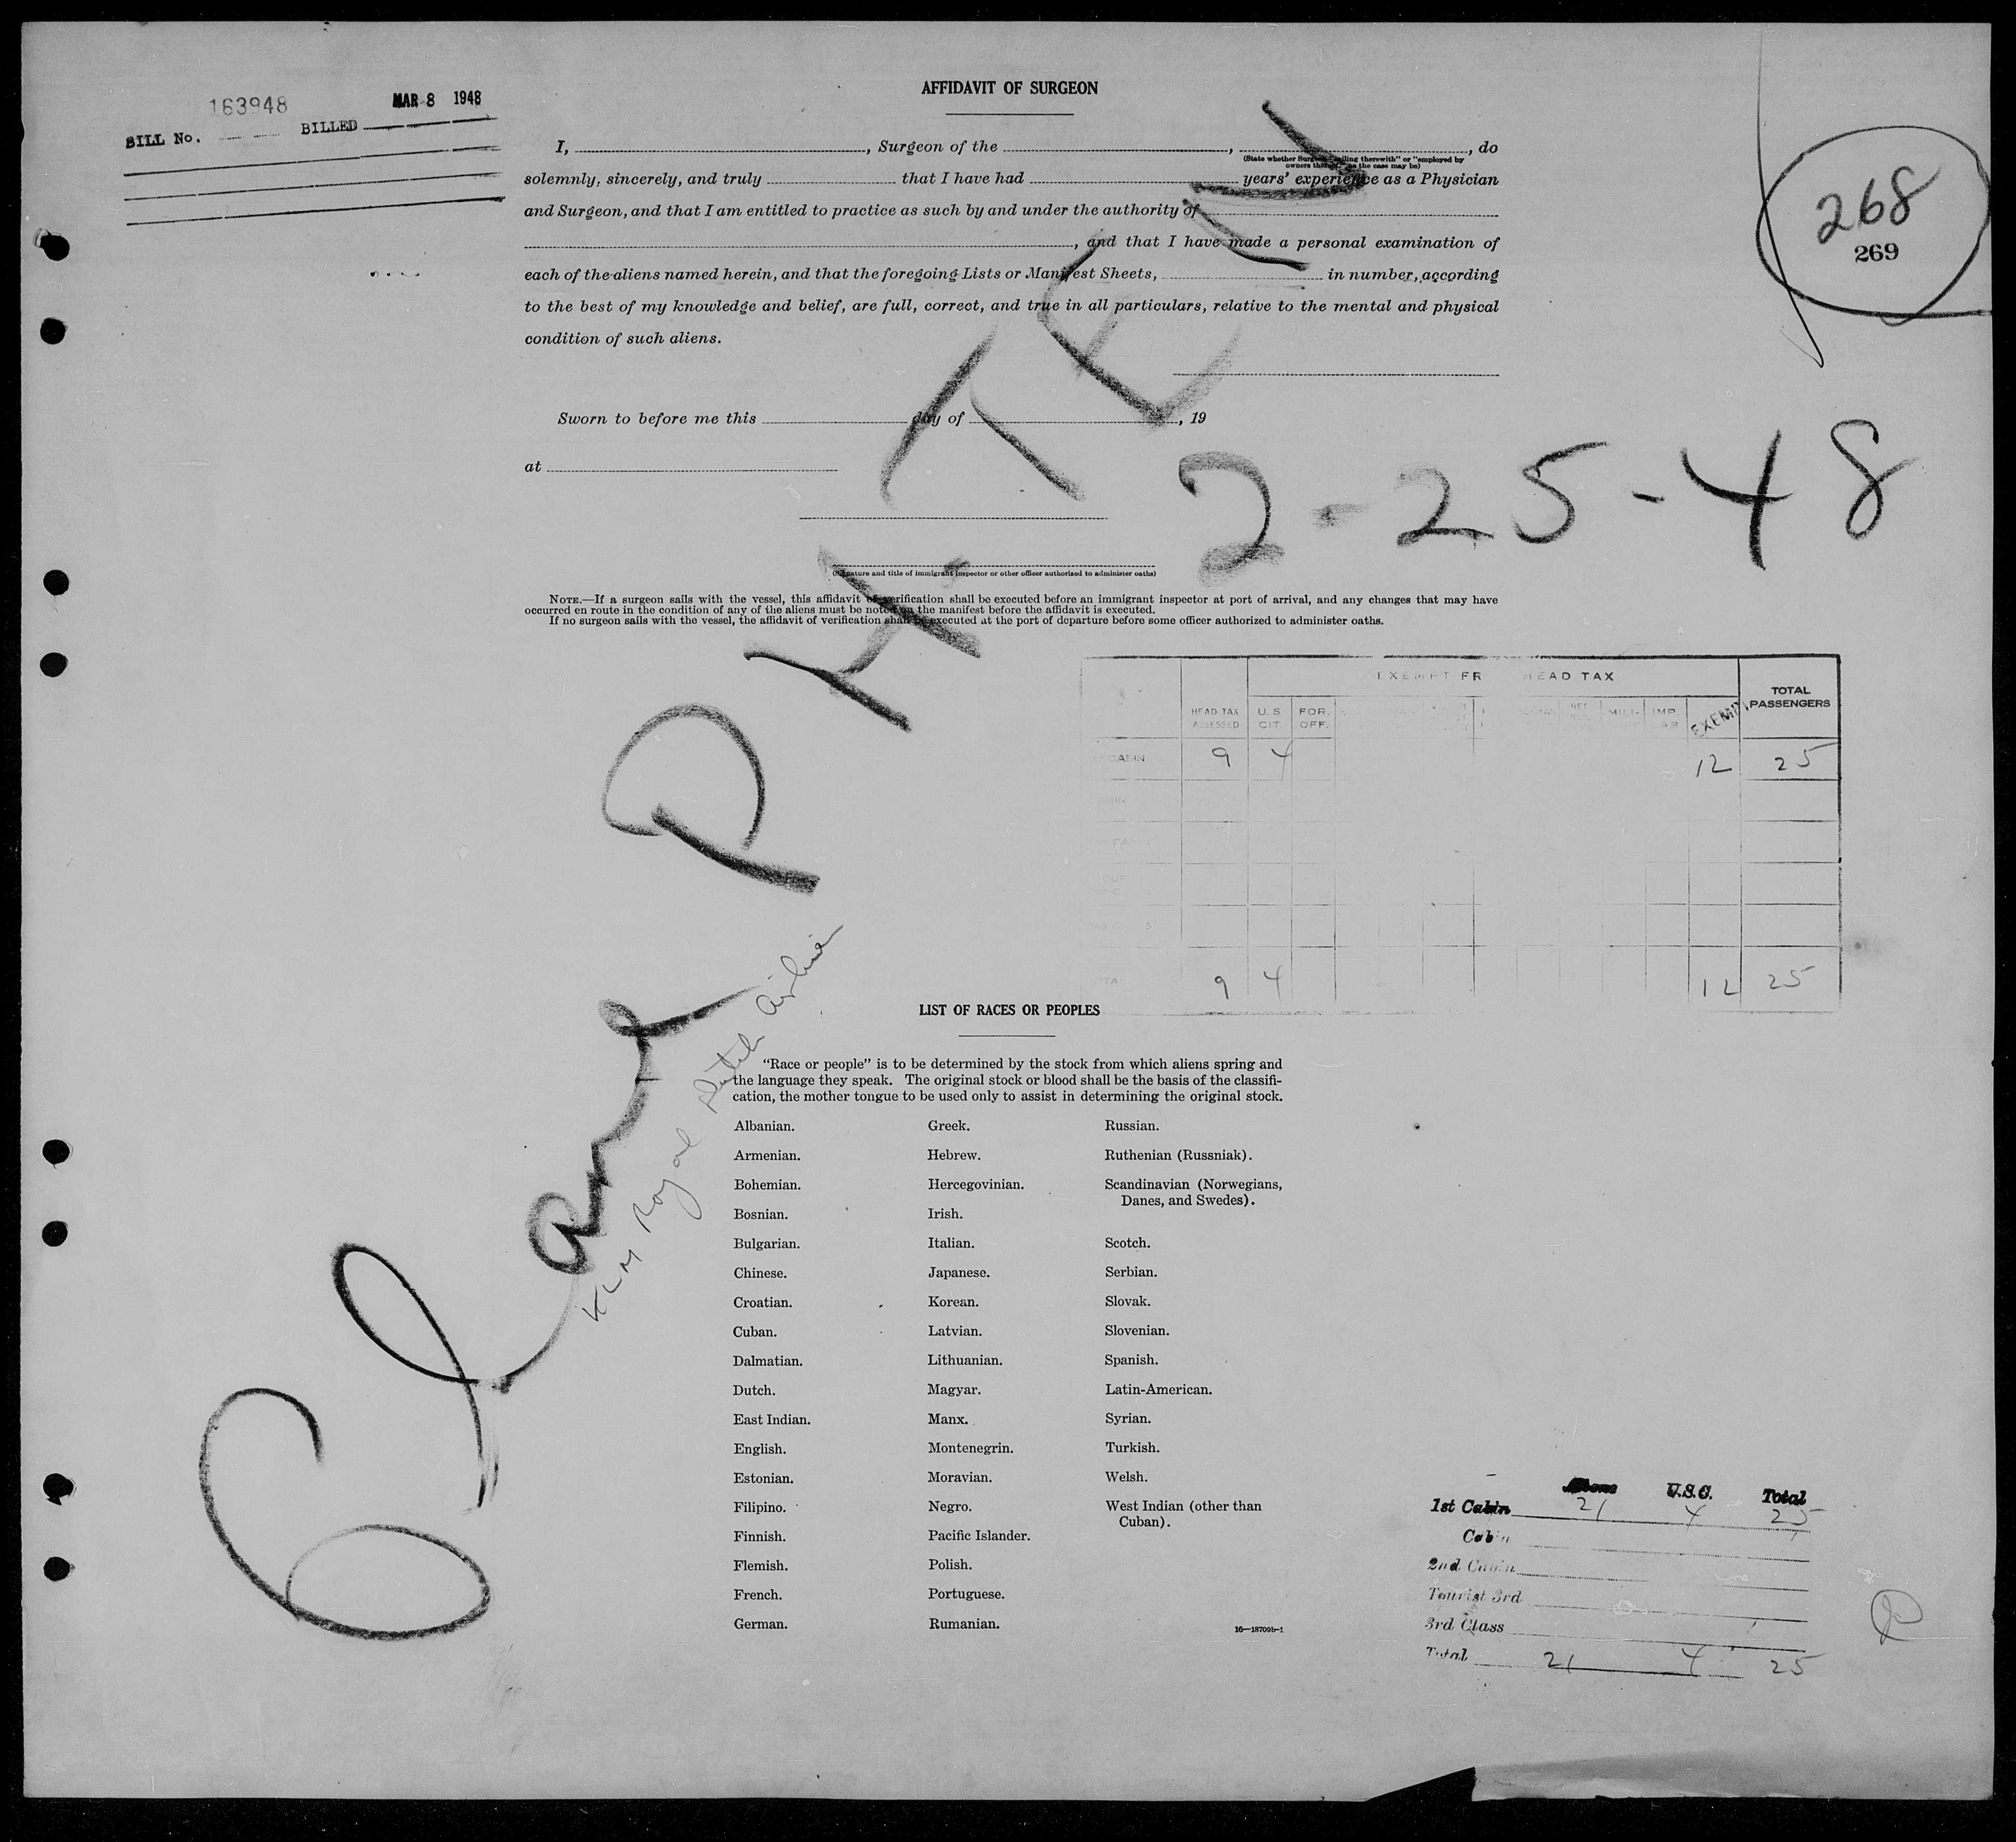 163948 MAR 8 1948
BILL No. BILLED
AFFIDAVIT OF SURGEON
I, , Surgeon of the , , do
(State whether Surgeon sailing therewith" or "employed by
owners thereof," as the case may be)
solemnly, sincerely, and truly that I have had years' experience as a Physician
and Surgeon, and that I am entitled to practice as such by and under the authority of
, and that I have made a personal examination of
each of the aliens named herein, and that the foregoing Lists or Manifest Sheets, in number, according
to the best of my knowledge and belief, are full, correct, and true in all particulars, relative to the mental and physical
condition of such aliens.
268
269
Sworn to before me this day of , 19
at
2-25-48
(Signature and title of immigrant inspector or other officer authorized to administer oaths)
NOTE.—If a surgeon sails with the vessel, this affidavit of verification shall be executed before an immigrant inspector at port of arrival, and any changes that may have
occurred en route in the condition of any of the aliens must be noted on the manifest before the affidavit is executed.
If no surgeon sails with the vessel, the affidavit of verification shall be executed at the port of departure before some officer authorized to administer oaths.
Plane PH-TET
KLM Royal Dutch Airline
EXEMPT FR HEAD TAX
HEAD TAX ASSESSED U.S. CIT. FOR. OFF. EXEMPT TOTAL PASSENGERS
CABIN 9 4 12 25
9 4 12 25
LIST OF RACES OR PEOPLES
"Race or people" is to be determined by the stock from which aliens spring and
the language they speak. The original stock or blood shall be the basis of the classifi-
cation, the mother tongue to be used only to assist in determining the original stock.
Albanian. Greek. Russian.
Armenian. Hebrew. Ruthenian (Russniak).
Bohemian. Hercegovinian. Scandinavian (Norwegians,
Danes, and Swedes).
Bosnian. Irish.
Bulgarian. Italian. Scotch.
Chinese. Japanese. Serbian.
Croatian. Korean. Slovak.
Cuban. Latvian. Slovenian.
Dalmatian. Lithuanian. Spanish.
Dutch. Magyar. Latin-American.
East Indian. Manx. Syrian.
English. Montenegrin. Turkish.
Estonian. Moravian. Welsh.
Filipino. Negro. West Indian (other than
Cuban).
Finnish. Pacific Islander.
Flemish. Polish.
French. Portuguese.
German. Rumanian.
16—18709b-1
Aliens U.S.C. Total
1st Cabin 21 4 25
Cabin
2nd Cabin
Tourist 3rd
3rd Class
Total 21 4 25